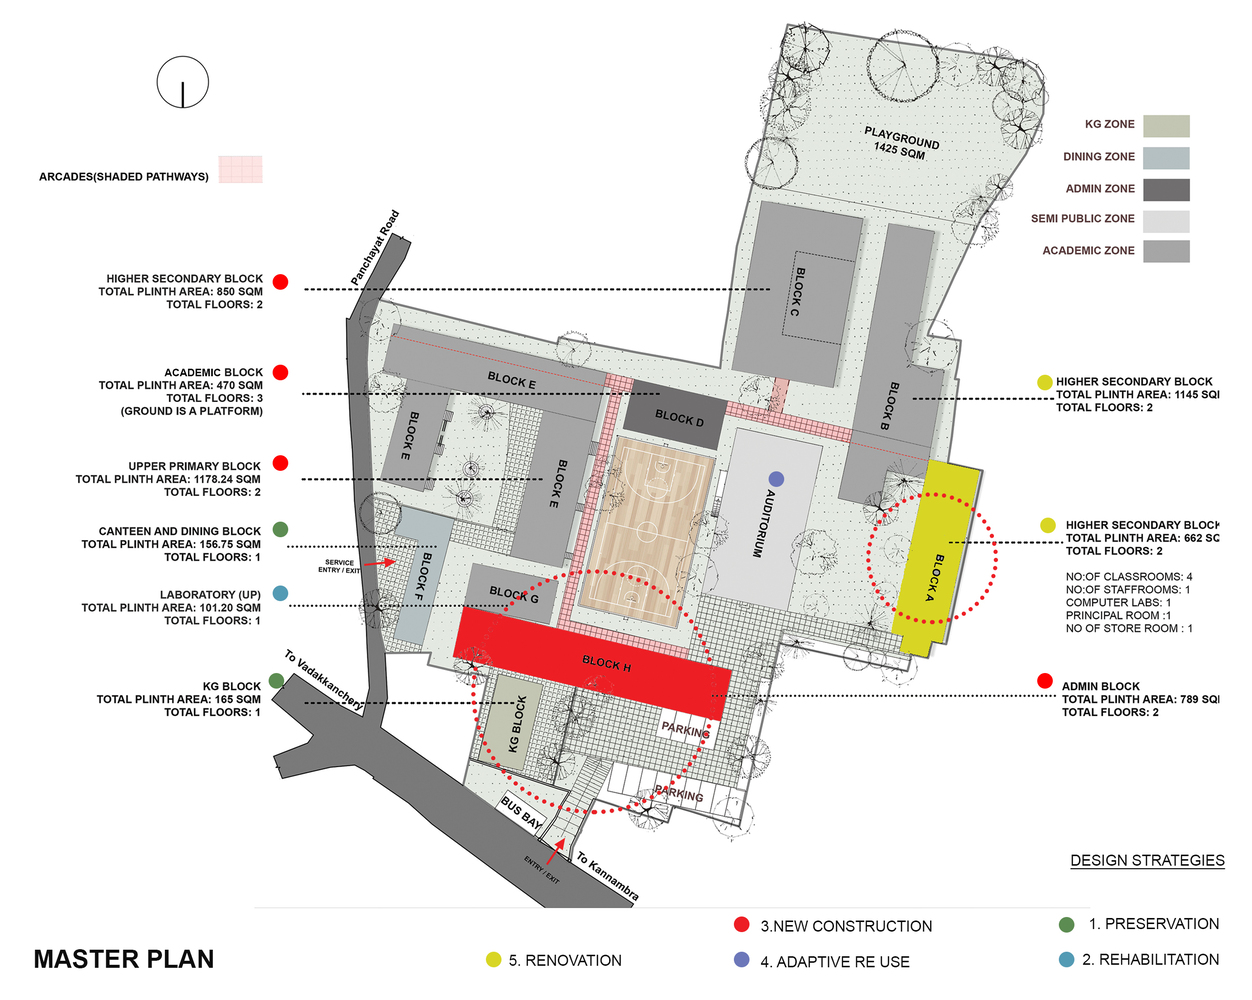 PLAYGROUND
1425 SQM
KG ZONE
DINING ZONE
ADMIN ZONE
SEMI PUBLIC ZONE
ACADEMIC ZONE
ARCADES(SHADED PATHWAYS)
Panchayat Road
HIGHER SECONDARY BLOCK
TOTAL PLINTH AREA: 850 SQM
TOTAL FLOORS: 2
ACADEMIC BLOCK
TOTAL PLINTH AREA: 470 SQM
TOTAL FLOORS: 3
(GROUND IS A PLATFORM)
UPPER PRIMARY BLOCK
TOTAL PLINTH AREA: 1178.24 SQM
TOTAL FLOORS: 2
CANTEEN AND DINING BLOCK
TOTAL PLINTH AREA: 156.75 SQM
TOTAL FLOORS: 1
SERVICE
ENTRY / EXIT
LABORATORY (UP)
TOTAL PLINTH AREA: 101.20 SQM
TOTAL FLOORS: 1
To Vadakkanchery
KG BLOCK
TOTAL PLINTH AREA: 165 SQM
TOTAL FLOORS: 1
BLOCK C
BLOCK E
BLOCK D
BLOCK B
BLOCK E
BLOCK E
AUDITORIUM
BLOCK F
BLOCK G
BLOCK A
BLOCK H
KG BLOCK
PARKING
PARKING
BUS BAY
ENTRY / EXIT
To Kannambra
HIGHER SECONDARY BLOCK
TOTAL PLINTH AREA: 1145 SQ
TOTAL FLOORS: 2
HIGHER SECONDARY BLOCK
TOTAL PLINTH AREA: 662 SQ
TOTAL FLOORS: 2
NO:OF CLASSROOMS: 4
NO:OF STAFFROOMS: 1
COMPUTER LABS: 1
PRINCIPAL ROOM :1
NO OF STORE ROOM : 1
ADMIN BLOCK
TOTAL PLINTH AREA: 789 SQ
TOTAL FLOORS: 2
DESIGN STRATEGIES
3.NEW CONSTRUCTION
1. PRESERVATION
MASTER PLAN
5. RENOVATION
4. ADAPTIVE RE USE
2. REHABILITATION